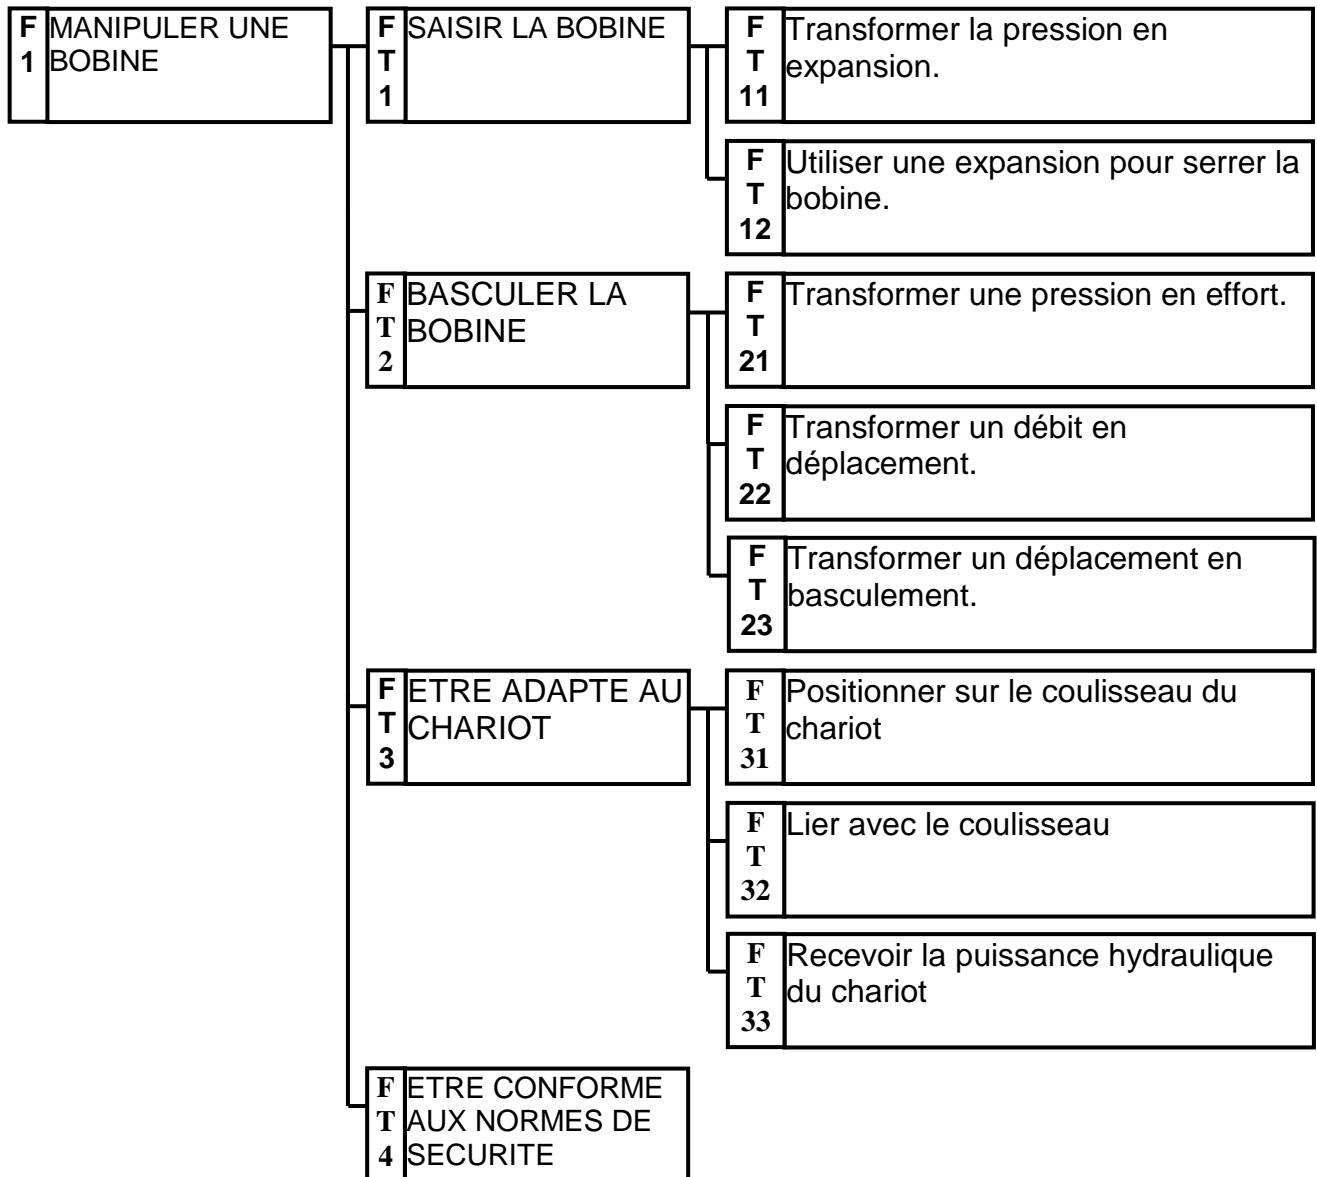 F
1
MANIPULER UNE
BOBINE
F
T
1
SAISIR LA BOBINE
F
T
11
Transformer la pression en
expansion.
F
T
12
Utiliser une expansion pour serrer la
bobine.
F
T
2
BASCULER LA
BOBINE
F
T
21
Transformer une pression en effort.
F
T
22
Transformer un débit en
déplacement.
F
T
23
Transformer un déplacement en
basculement.
F
T
3
ETRE ADAPTE AU
CHARIOT
F
T
31
Positionner sur le coulisseau du
chariot
F
T
32
Lier avec le coulisseau
F
T
33
Recevoir la puissance hydraulique
du chariot
F
T
4
ETRE CONFORME
AUX NORMES DE
SECURITE